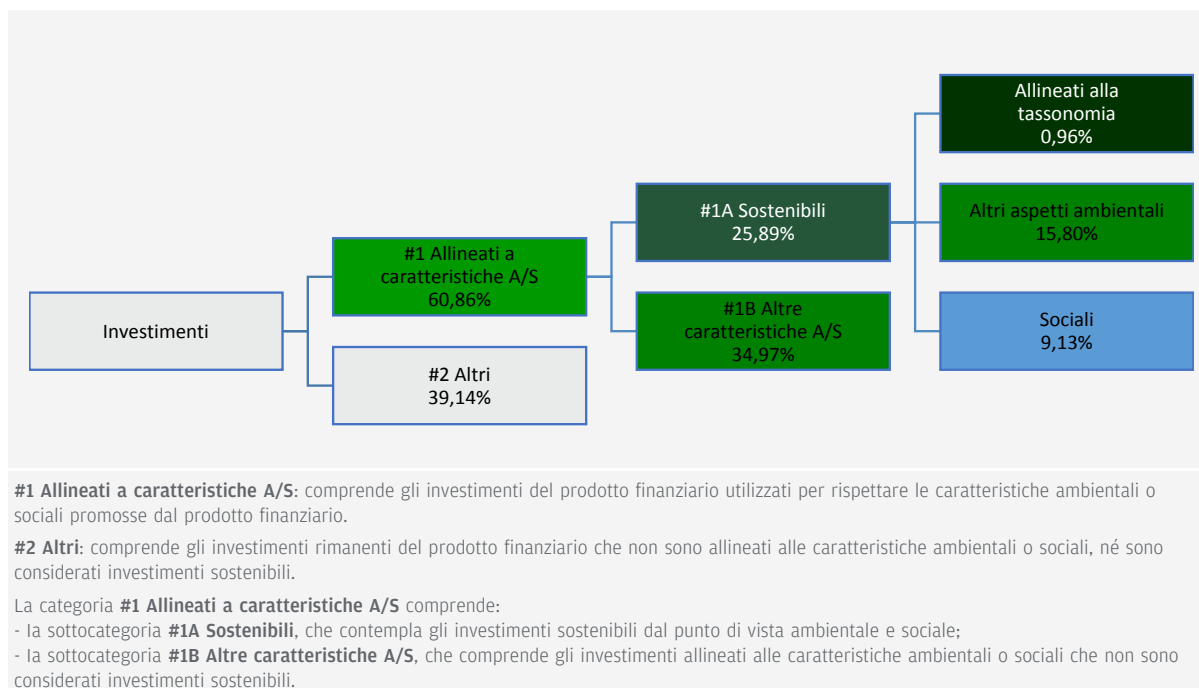 Investimenti
#1 Allineati a
caratteristiche A/S
60,86%
#2 Altri
39,14%
#1A Sostenibili
25,89%
#1B Altre
caratteristiche A/S
34,97%
Allineati alla
tassonomia
0,96%
Altri aspetti ambientali
15,80%
Sociali
9,13%
#1 Allineati a caratteristiche A/S: comprende gli investimenti del prodotto finanziario utilizzati per rispettare le caratteristiche ambientali o
sociali promosse dal prodotto finanziario.
#2 Altri: comprende gli investimenti rimanenti del prodotto finanziario che non sono allineati alle caratteristiche ambientali o sociali, né sono
considerati investimenti sostenibili.
La categoria #1 Allineati a caratteristiche A/S comprende:
- la sottocategoria #1A Sostenibili, che contempla gli investimenti sostenibili dal punto di vista ambientale e sociale;
- la sottocategoria #1B Altre caratteristiche A/S, che comprende gli investimenti allineati alle caratteristiche ambientali o sociali che non sono
considerati investimenti sostenibili.